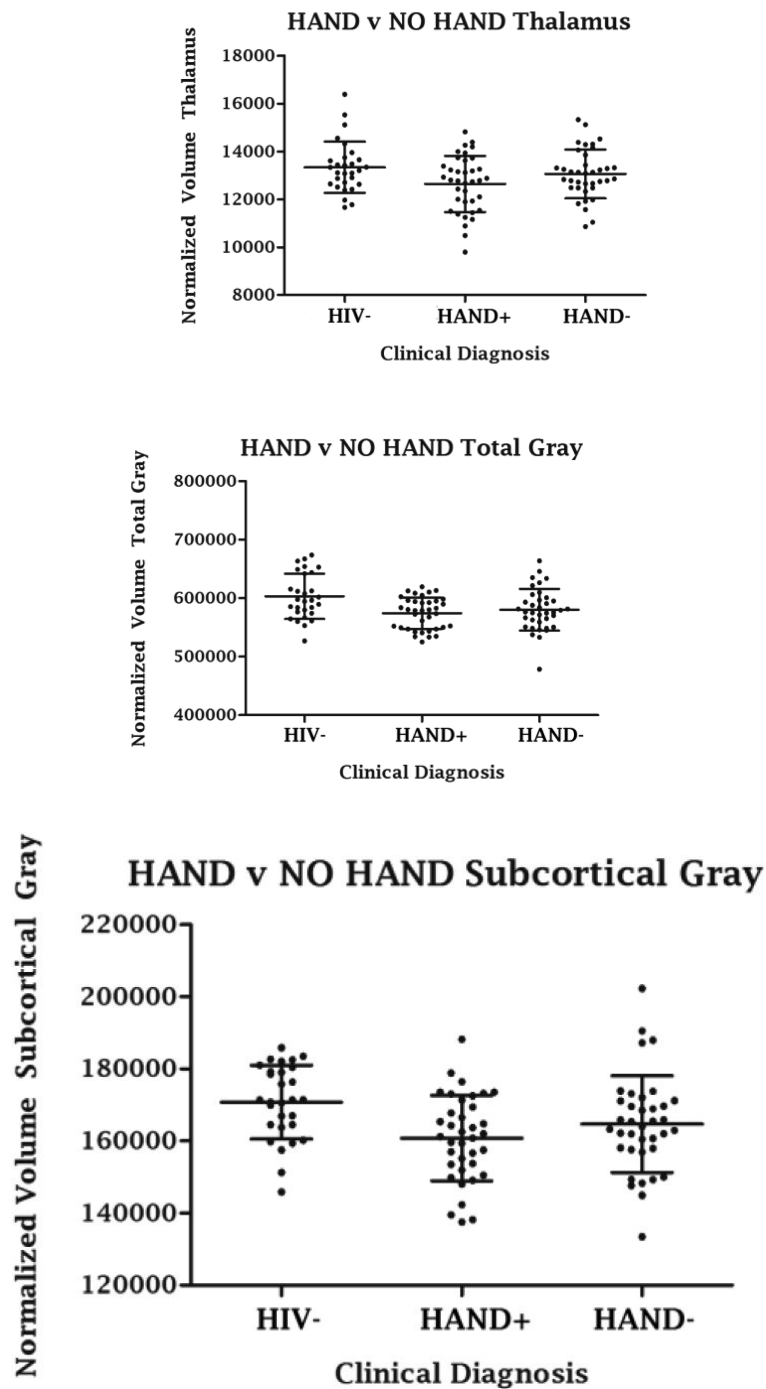 HAND v NO HAND Thalamus
Normalized Volume Thalamus
18000
16000
14000
12000
10000
8000
HIV- HAND+ HAND-
Clinical Diagnosis
HAND v NO HAND Total Gray
Normalized Volume Total Gray
800000
700000
600000
500000
400000
HIV- HAND+ HAND-
Clinical Diagnosis
HAND v NO HAND Subcortical Gray
Normalized Volume Subcortical Gray
220000
200000
180000
160000
140000
120000
HIV- HAND+ HAND-
Clinical Diagnosis